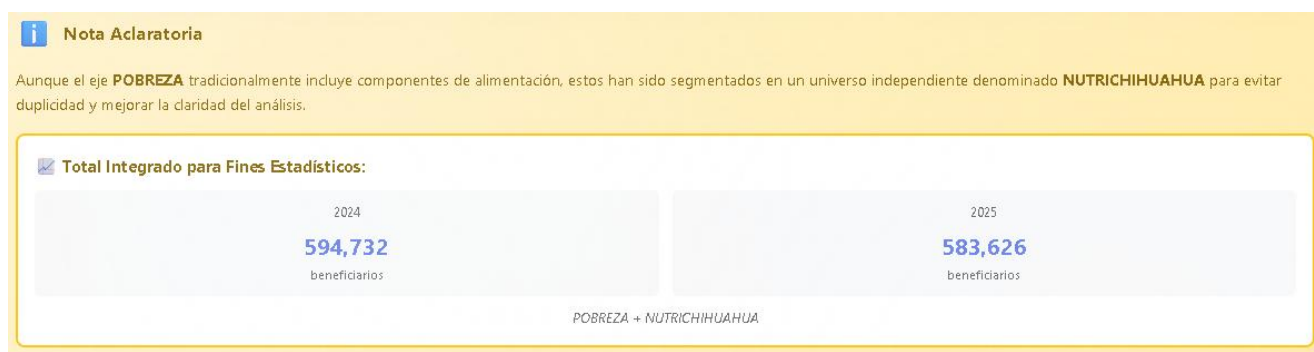 Nota Aclaratoria
Aunque el eje POBREZA tradicionalmente incluye componentes de alimentación, estos han sido segmentados en un universo independiente denominado NUTRICHIHUAHUA para evitar
duplicidad y mejorar la claridad del análisis.
Total Integrado para Fines Estadísticos:
2024
594,732
beneficiarios
2025
583,626
beneficiarios
POBREZA + NUTRICHIHUAHUA